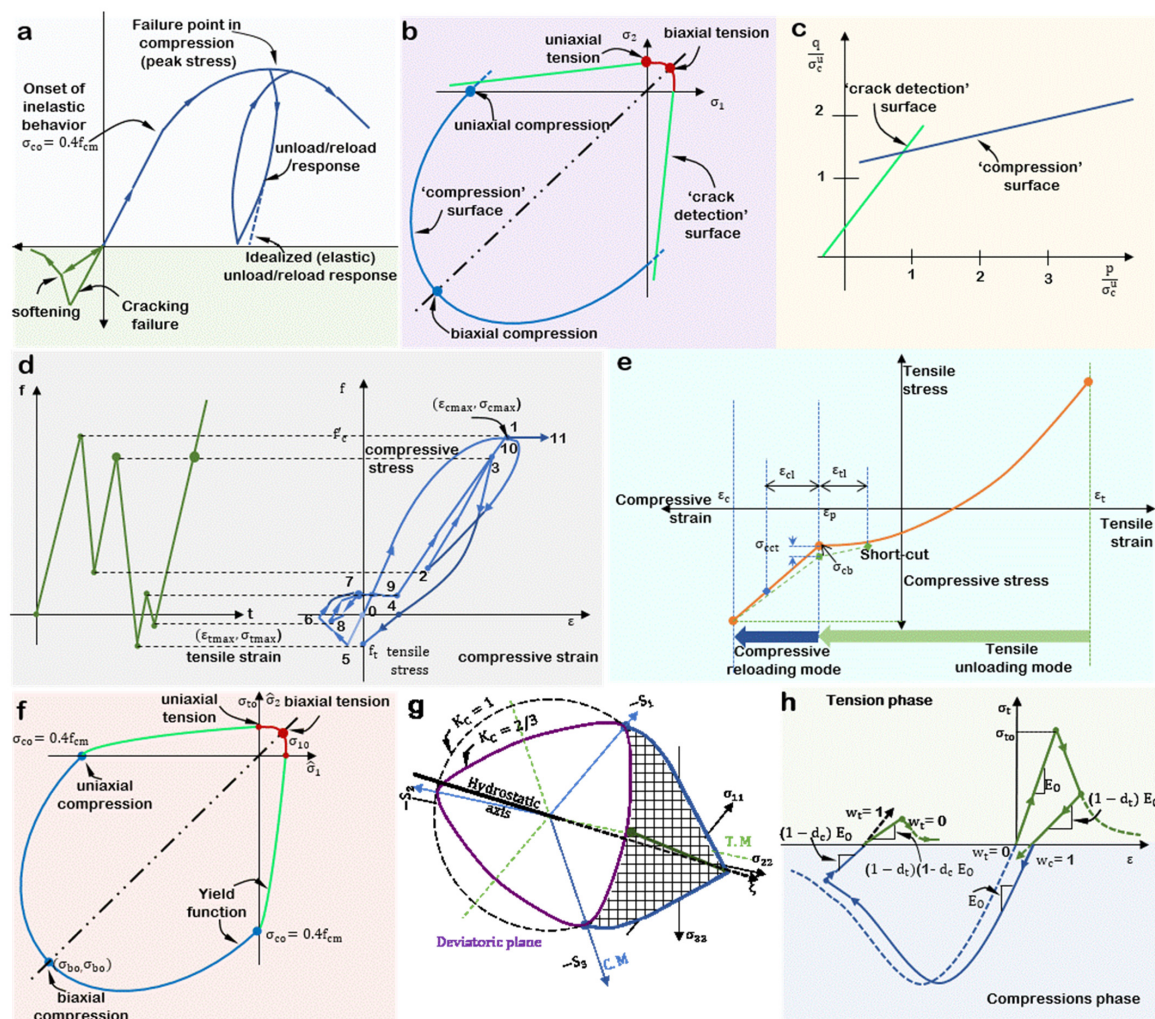 a
Failure point in
compression
(peak stress)
Onset of
inelastic
behavior
σco = 0.4fcm
unload/reload
response
Idealized (elastic)
unload/reload response
softening
Cracking
failure
b
uniaxial
tension
σ2
biaxial tension
σ1
uniaxial compression
‘compression’
surface
‘crack
detection’
surface
biaxial compression
c
q
σcu
‘crack detection’
surface
2
1
‘compression’
surface
1
2
3
p
σcu
d
f
f
(εcmax, σcmax)
1
f'c
compressive
stress
10
11
3
2
7
9
4
0
t
6
8
ε
(εtmax, σtmax)
tensile strain
5
ft
tensile
stress
compressive strain
e
Tensile
stress
εcl
εtl
Compressive
strain
εc
εp
εt
Tensile
strain
σcct
Short-cut
σcb
Compressive stress
Compressive
reloading mode
Tensile
unloading mode
f
uniaxial
tension
σto
σ̂2
biaxial tension
σco = 0.4fcm
σ10
σ̂1
uniaxial
compression
Yield
function
σco = 0.4fcm
(σbo,σbo)
biaxial
compression
g
KC = 1
KC = 2/3
–S1
Hydrostatic
axis
–S2
σ11
T.M
σ22
ξ
Deviatoric plane
σ22
–S3
C.M
h
Tension phase
σt
σto
E0
wt= 1
wt= 0
(1 − dt) E0
(1 − dc) E0
wt= 0
wc= 1
ε
(1 − dt)(1- dc E0
E0
Compressions phase